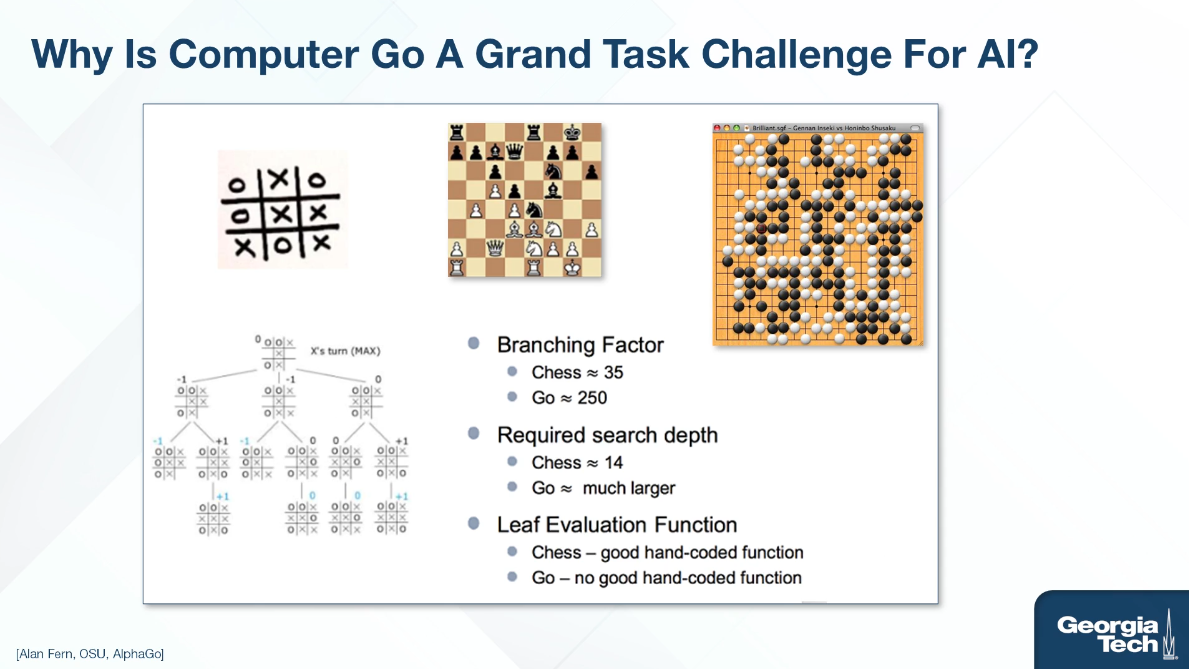 Why Is Computer Go A Grand Task Challenge For AI?
Brilliant.sgf – Gennan Inseki vs Honinbo Shusaku
O X O
O X X
X O X
0
X's turn (MAX)
-1
-1
0
-1
+1
-1
0
0
+1
+1
0
0
+1
Branching Factor
Chess ≈ 35
Go ≈ 250
Required search depth
Chess ≈ 14
Go ≈ much larger
Leaf Evaluation Function
Chess – good hand-coded function
Go – no good hand-coded function
[Alan Fern, OSU, AlphaGo]
Georgia
Tech